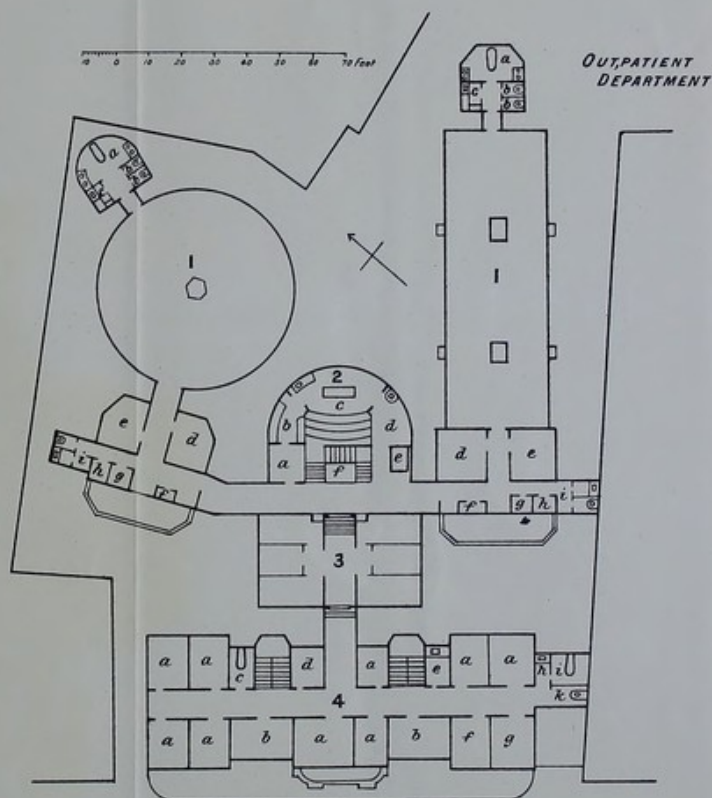 10 0 10 20 30 40 50 60 70 Feet
OUT,PATIENT
DEPARTMENT
a
c b
b
a
1
1
2
c
b d
a f e
e d
i h g f
d e
f g h i
3
a a c d a e a a h i
k
4
a a b a a b f g